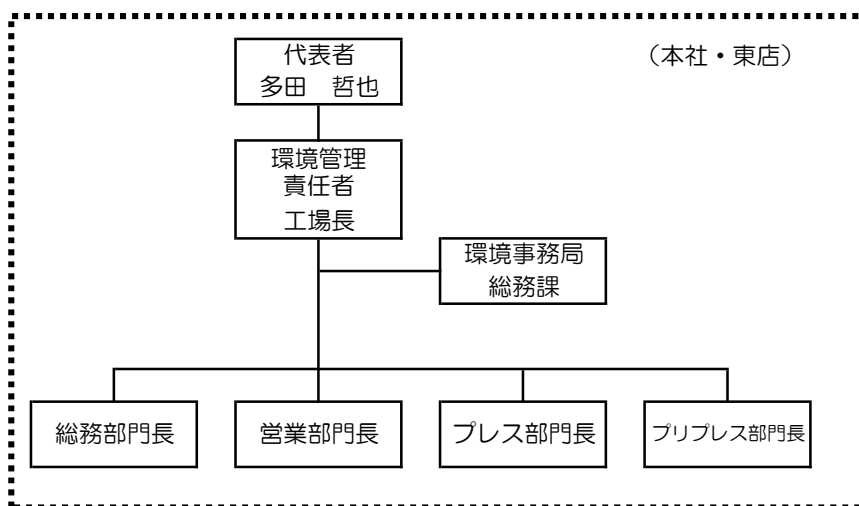 代表者
多田　哲也
（本社・東店）
環境管理
責任者
工場長
環境事務局
総務課
総務部門長
営業部門長
プレス部門長
プリプレス部門長